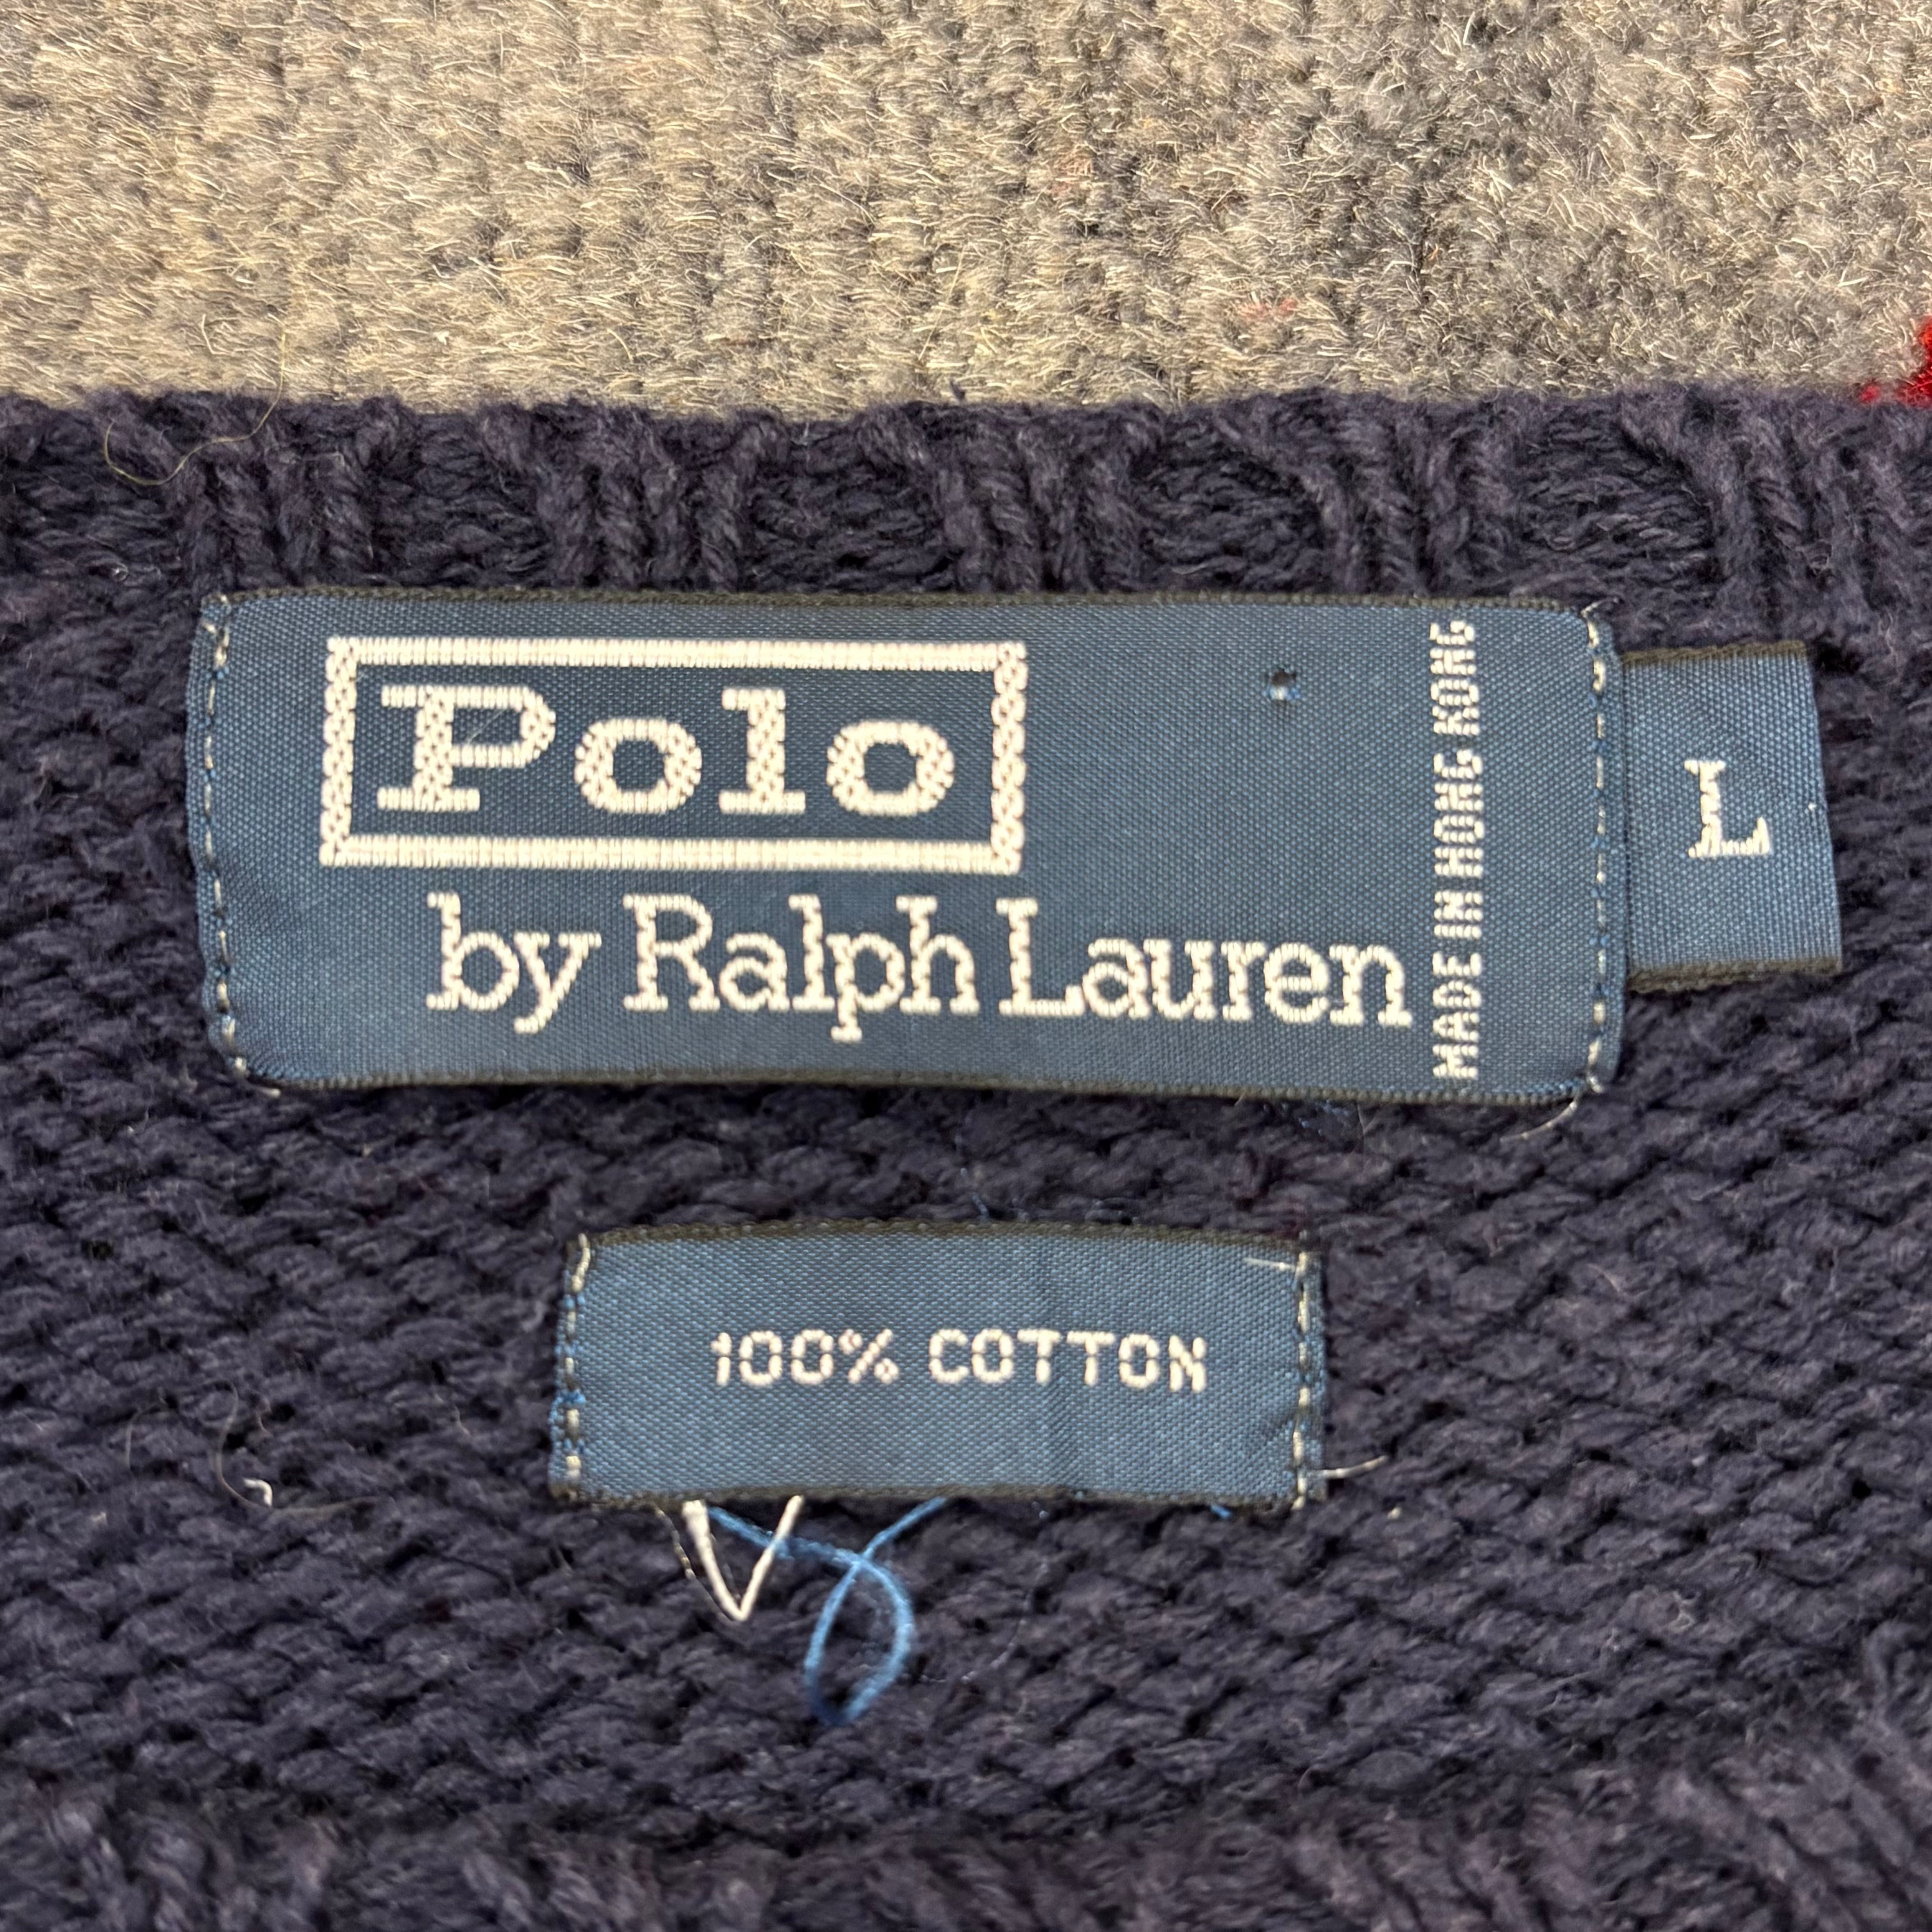 Polo
by Ralph Lauren
MADE IN HONG KONG
L
100% COTTON